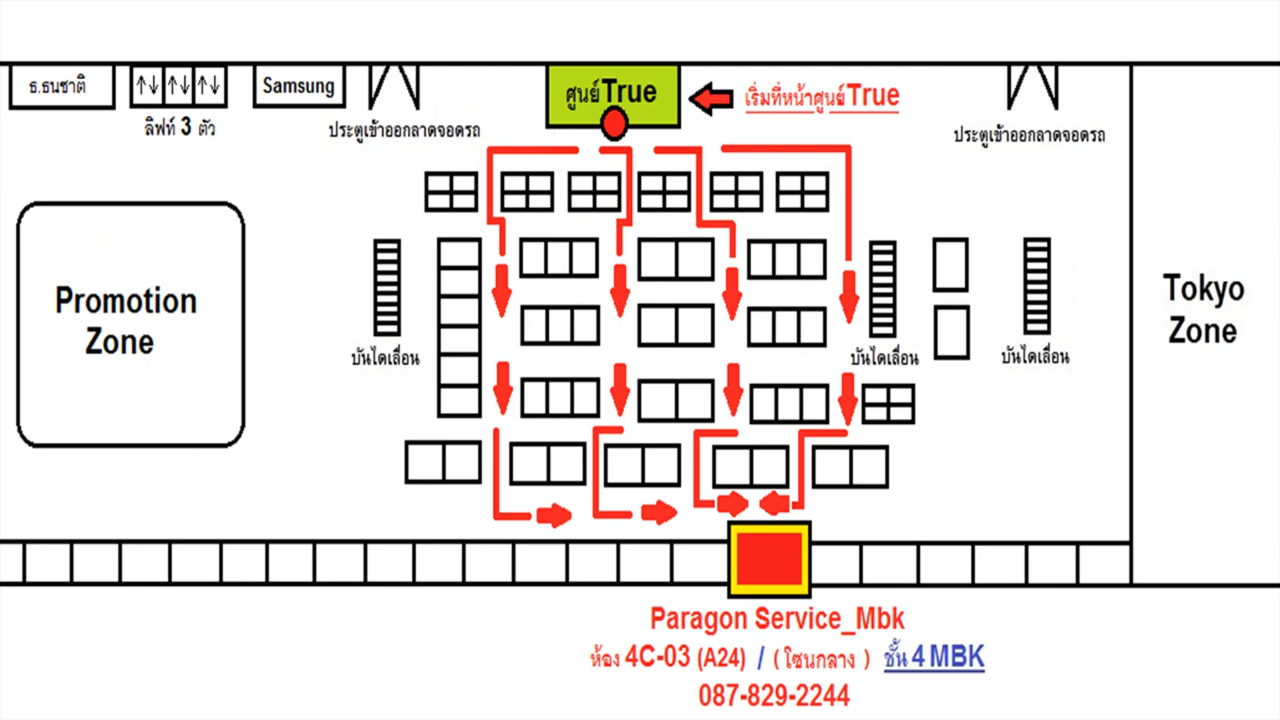 ธ.ธนชาติ
ลิฟท์ 3 ตัว
Samsung
ประตูเข้าออกลาดจอดรถ
ศูนย์ True
เริ่มที่หน้าศูนย์True
ประตูเข้าออกลาดจอดรถ
Promotion
Zone
บันไดเลื่อน
บันไดเลื่อน
บันไดเลื่อน
Tokyo
Zone
Paragon Service_Mbk
ห้อง 4C-03 (A24) / ( โซนกลาง ) ชั้น 4 MBK
087-829-2244